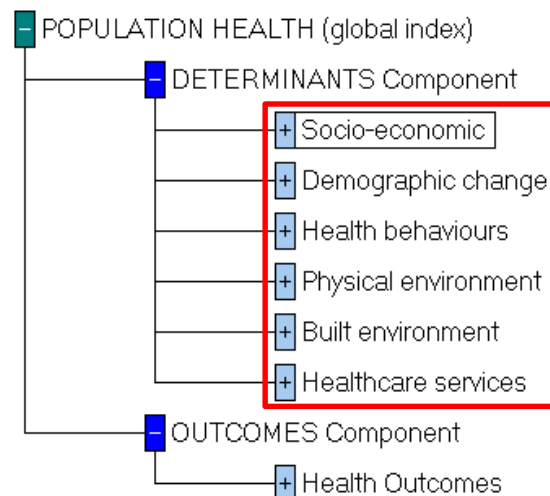 POPULATION HEALTH (global index)
DETERMINANTS Component
Socio-economic
Demographic change
Health behaviours
Physical environment
Built environment
Healthcare services
OUTCOMES Component
Health Outcomes